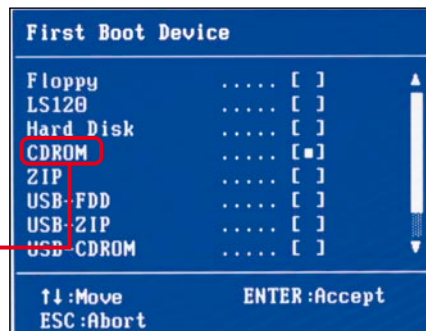 First Boot Device
Floppy ..... [ ]
LS120 ..... [ ]
Hard Disk ..... [ ]
CDROM ..... [■]
ZIP ..... [ ]
USB-FDD ..... [ ]
USB-ZIP ..... [ ]
USB-CDROM ..... [ ]
↑↓:Move ENTER:Accept
ESC:Abort